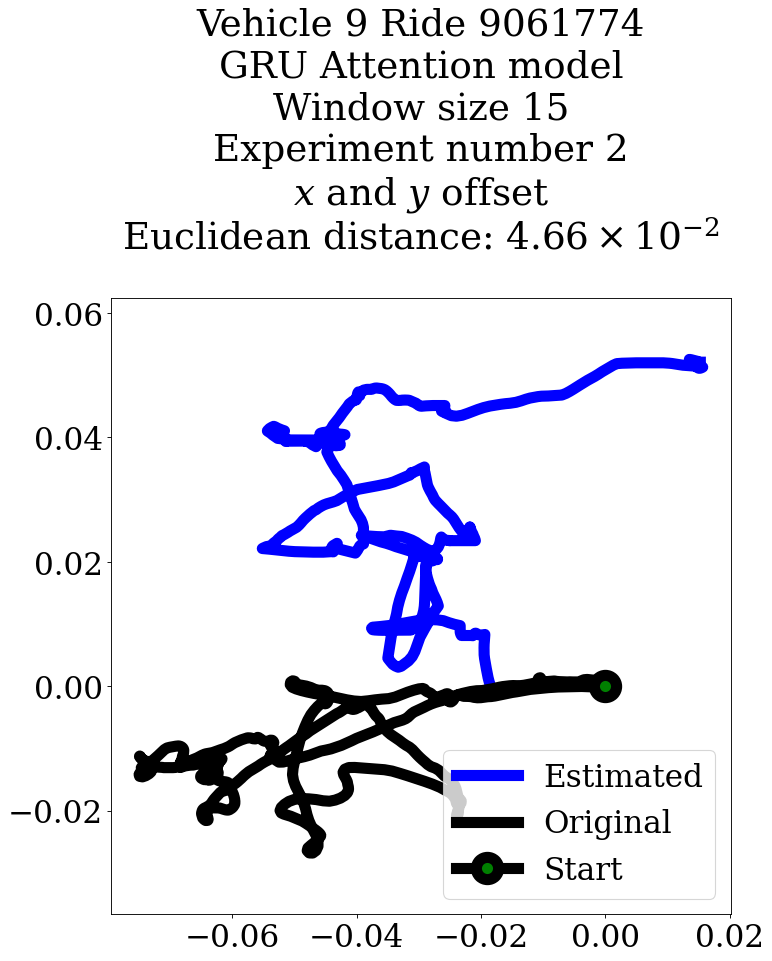 Vehicle 9 Ride 9061774
GRU Attention model
Window size 15
Experiment number 2
x and y offset
Euclidean distance: 4.66 × 10⁻²
0.06
0.04
0.02
0.00
−0.02
Estimated
Original
Start
−0.06 −0.04 −0.02 0.00 0.02